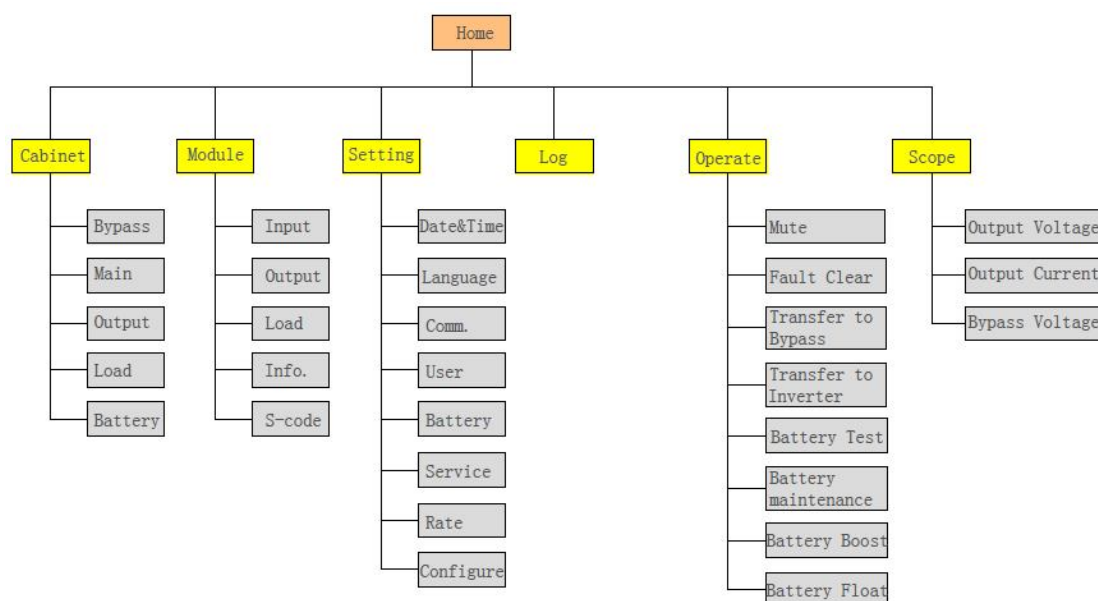 Home
Cabinet
Module
Setting
Log
Operate
Scope
Bypass
Main
Output
Load
Battery
Input
Output
Load
Info.
S-code
Date&Time
Language
Comm.
User
Battery
Service
Rate
Configure
Mute
Fault Clear
Transfer to
Bypass
Transfer to
Inverter
Battery Test
Battery
maintenance
Battery Boost
Battery Float
Output Voltage
Output Current
Bypass Voltage